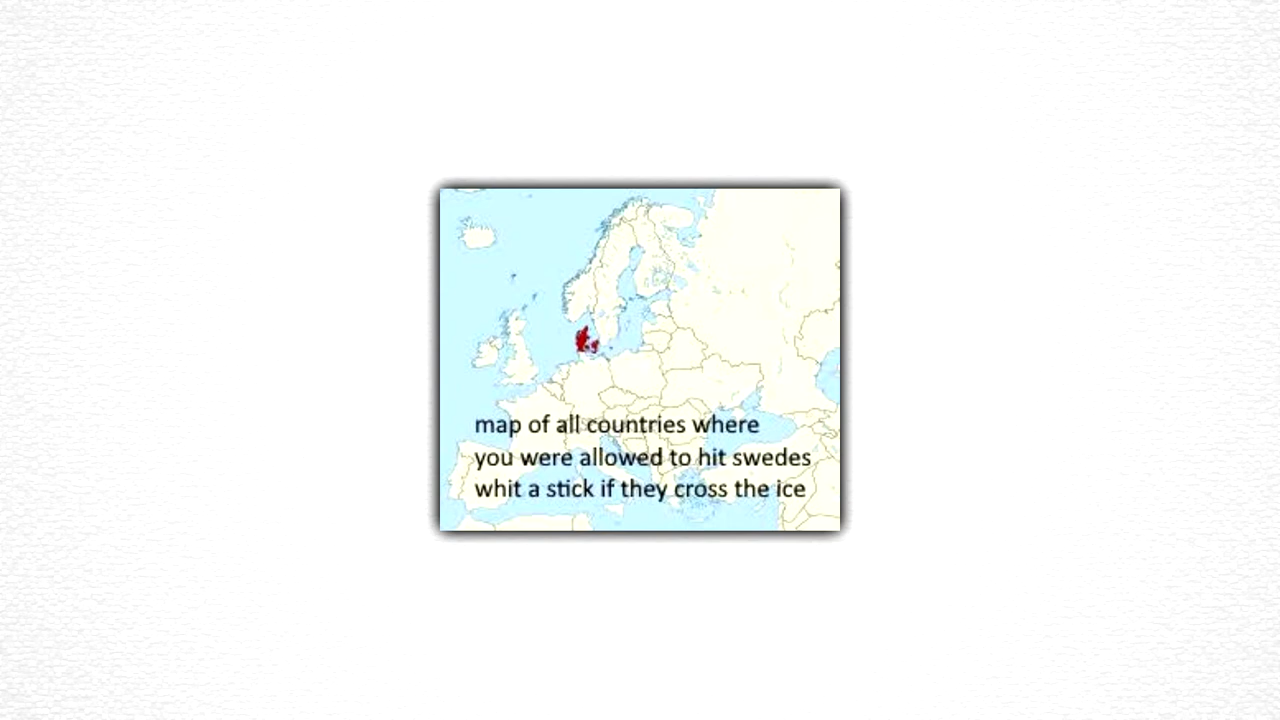 map of all countries where
you were allowed to hit swedes
whit a stick if they cross the ice